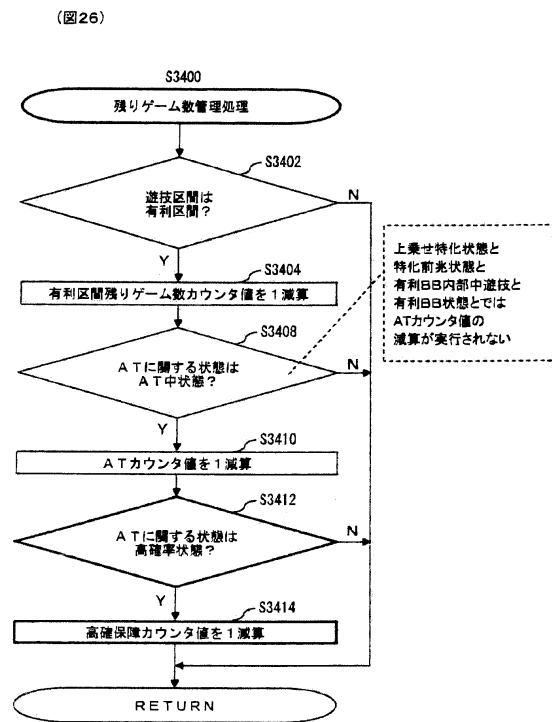 (図26)
S3400
残りゲーム数管理処理
S3402
遊技区間は
有利区間?
N
Y
S3404
有利区間残りゲーム数カウンタ値を1減算
S3408
ATに関する状態は
AT中状態?
N
上乗せ特化状態と
特化前兆状態と
有利BB内部中遊技と
有利BB状態とでは
ATカウンタ値の
減算が実行されない
Y
S3410
ATカウンタ値を1減算
S3412
ATに関する状態は
高確率状態?
N
Y
S3414
高確保障カウンタ値を1減算
RETURN